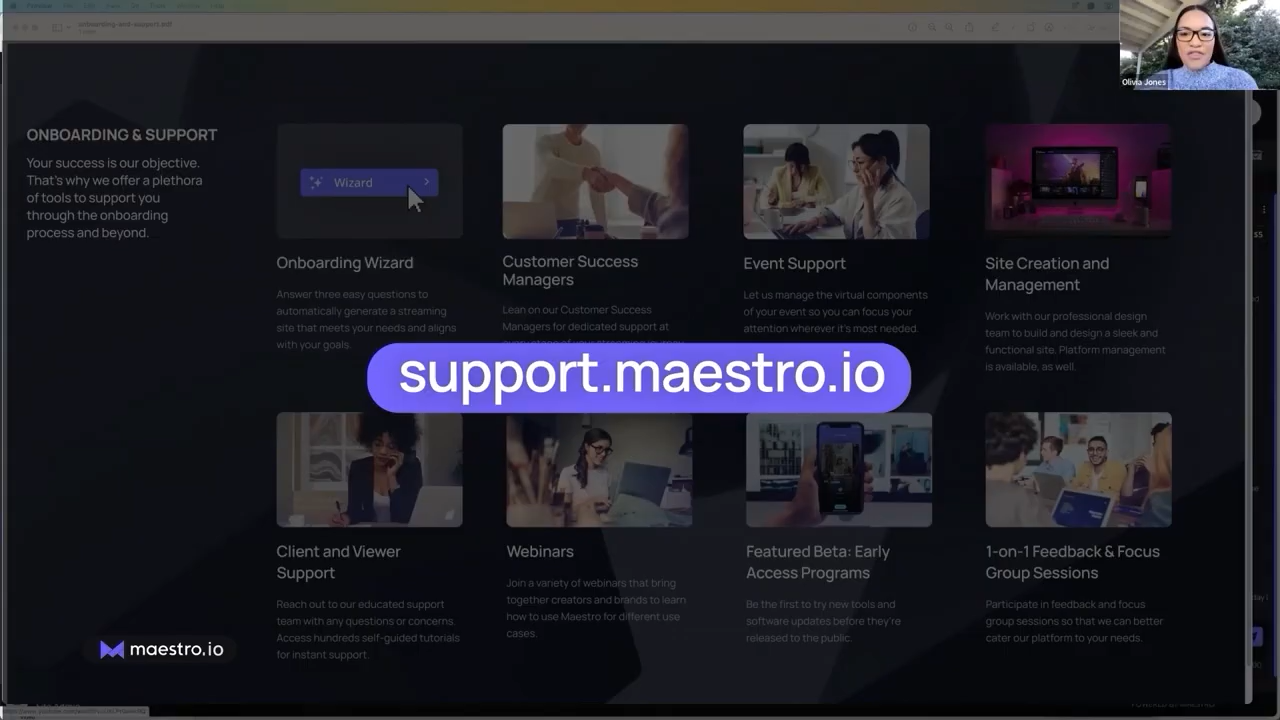 onboarding-and-support.pdf
Olivia Jones
ONBOARDING & SUPPORT
Your success is our objective.
That's why we offer a plethora
of tools to support you
through the onboarding
process and beyond.
Wizard
Onboarding Wizard
Answer three easy questions to
automatically generate a streaming
site that meets your needs and aligns
with your goals.
Customer Success
Managers
Lean on our Customer Success
Managers for dedicated support at
Event Support
Let us manage the virtual components
of your event so you can focus your
attention wherever it's most needed.
Site Creation and
Management
Work with our professional design
team to build and design a sleek and
functional site. Platform management
is available, as well.
support.maestro.io
Client and Viewer
Support
Reach out to our educated support
team with any questions or concerns.
Access hundreds self-guided tutorials
for instant support.
Webinars
Join a variety of webinars that bring
together creators and brands to learn
how to use Maestro for different use
cases.
Featured Beta: Early
Access Programs
Be the first to try new tools and
software updates before they're
released to the public.
1-on-1 Feedback & Focus
Group Sessions
Participate in feedback and focus
group sessions so that we can better
cater our platform to your needs.
maestro.io